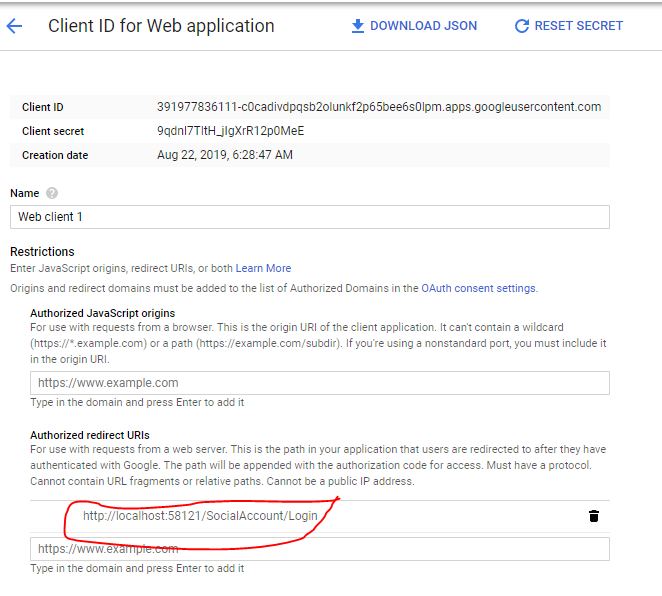 Client ID for Web application
DOWNLOAD JSON
RESET SECRET
Client ID 391977836111-c0cadivdpqsb2olunkf2p65bee6s0lpm.apps.googleusercontent.com
Client secret 9qdnI7TltH_jIgXrR12p0MeE
Creation date Aug 22, 2019, 6:28:47 AM
Name
Web client 1
Restrictions
Enter JavaScript origins, redirect URIs, or both Learn More
Origins and redirect domains must be added to the list of Authorized Domains in the OAuth consent settings.
Authorized JavaScript origins
For use with requests from a browser. This is the origin URI of the client application. It can't contain a wildcard
(https://*.example.com) or a path (https://example.com/subdir). If you're using a nonstandard port, you must include it
in the origin URI.
https://www.example.com
Type in the domain and press Enter to add it
Authorized redirect URIs
For use with requests from a web server. This is the path in your application that users are redirected to after they have
authenticated with Google. The path will be appended with the authorization code for access. Must have a protocol.
Cannot contain URL fragments or relative paths. Cannot be a public IP address.
http://localhost:58121/SocialAccount/Login
https://www.example.com
Type in the domain and press Enter to add it